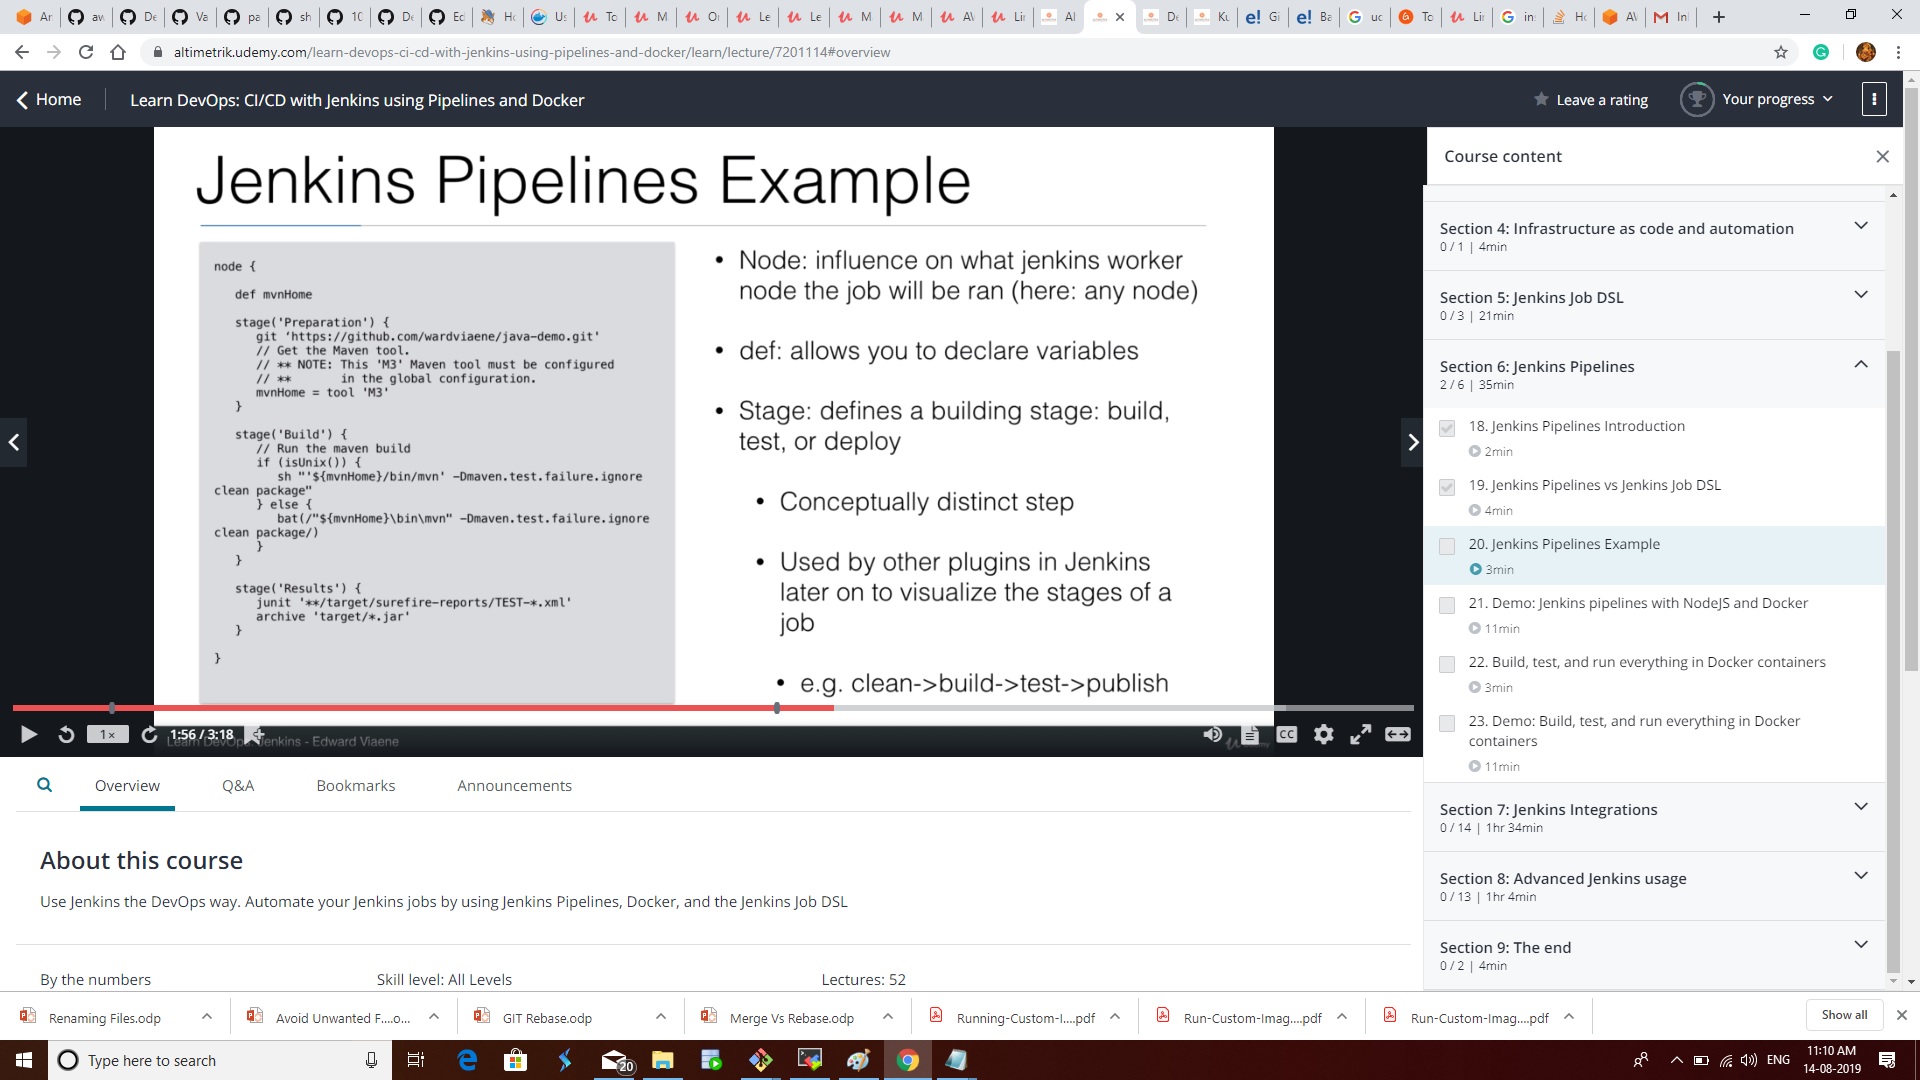 An
aw
De
Va
pa
sh
10
De
Ed
Ho
Us
To
M
Or
Le
Le
M
M
AV
Lir
Al
De
Ku
Gi
Ba
uc
To
Lir
in
Ho
AV
In
altimetrik.udemy.com/learn-devops-ci-cd-with-jenkins-using-pipelines-and-docker/learn/lecture/7201114#overview
Home
Learn DevOps: CI/CD with Jenkins using Pipelines and Docker
Leave a rating
Your progress
Jenkins Pipelines Example
node {
def mvnHome
stage('Preparation') {
git ‘https://github.com/wardviaene/java-demo.git'
// Get the Maven tool.
// ** NOTE: This 'M3' Maven tool must be configured
// ** in the global configuration.
mvnHome = tool 'M3'
}
stage('Build') {
// Run the maven build
if (isUnix()) {
sh "'${mvnHome}/bin/mvn' -Dmaven.test.failure.ignore
clean package"
} else {
bat(/"${mvnHome}\bin\mvn" -Dmaven.test.failure.ignore
clean package/)
}
}
stage('Results') {
junit '**/target/surefire-reports/TEST-*.xml'
archive 'target/*.jar'
}
}
• Node: influence on what jenkins worker
node the job will be ran (here: any node)
• def: allows you to declare variables
• Stage: defines a building stage: build,
test, or deploy
• Conceptually distinct step
• Used by other plugins in Jenkins
later on to visualize the stages of a
job
• e.g. clean->build->test->publish
1x
1:56 / 3:18
Learn DevOps: Jenkins - Edward Viaene
CC
Course content
Section 4: Infrastructure as code and automation
0 / 1 | 4min
Section 5: Jenkins Job DSL
0 / 3 | 21min
Section 6: Jenkins Pipelines
2 / 6 | 35min
18. Jenkins Pipelines Introduction
2min
19. Jenkins Pipelines vs Jenkins Job DSL
4min
20. Jenkins Pipelines Example
3min
21. Demo: Jenkins pipelines with NodeJS and Docker
11min
22. Build, test, and run everything in Docker containers
3min
23. Demo: Build, test, and run everything in Docker
containers
11min
Section 7: Jenkins Integrations
0 / 14 | 1hr 34min
Section 8: Advanced Jenkins usage
0 / 13 | 1hr 4min
Section 9: The end
0 / 2 | 4min
Overview
Q&A
Bookmarks
Announcements
About this course
Use Jenkins the DevOps way. Automate your Jenkins jobs by using Jenkins Pipelines, Docker, and the Jenkins Job DSL
By the numbers
Skill level: All Levels
Lectures: 52
Renaming Files.odp
Avoid Unwanted F....o...
GIT Rebase.odp
Merge Vs Rebase.odp
Running-Custom-I....pdf
Run-Custom-Imag....pdf
Run-Custom-Imag....pdf
Show all
Type here to search
20
ENG
11:10 AM
14-08-2019